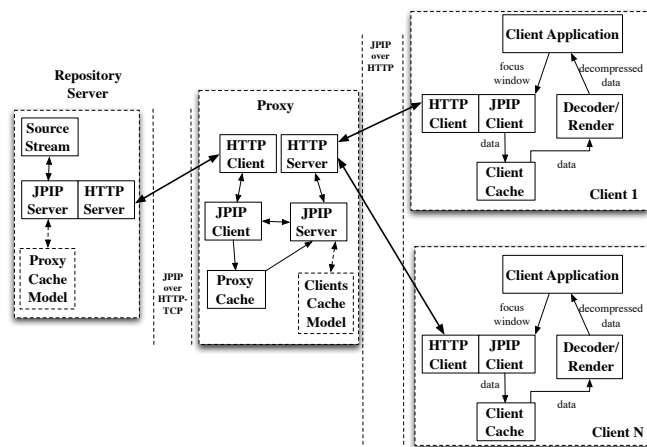 Repository
Server
Source
Stream
JPIP
Server
HTTP
Server
Proxy
Cache
Model
JPIP
over
HTTP-
TCP
Proxy
HTTP
Client
HTTP
Server
JPIP
Client
JPIP
Server
Proxy
Cache
Clients
Cache
Model
JPIP
over
HTTP
Client Application
focus
window
decompressed
data
HTTP
Client
JPIP
Client
Decoder/
Render
data
Client
Cache
data
Client 1
Client Application
focus
window
decompressed
data
HTTP
Client
JPIP
Client
Decoder/
Render
data
Client
Cache
data
Client N